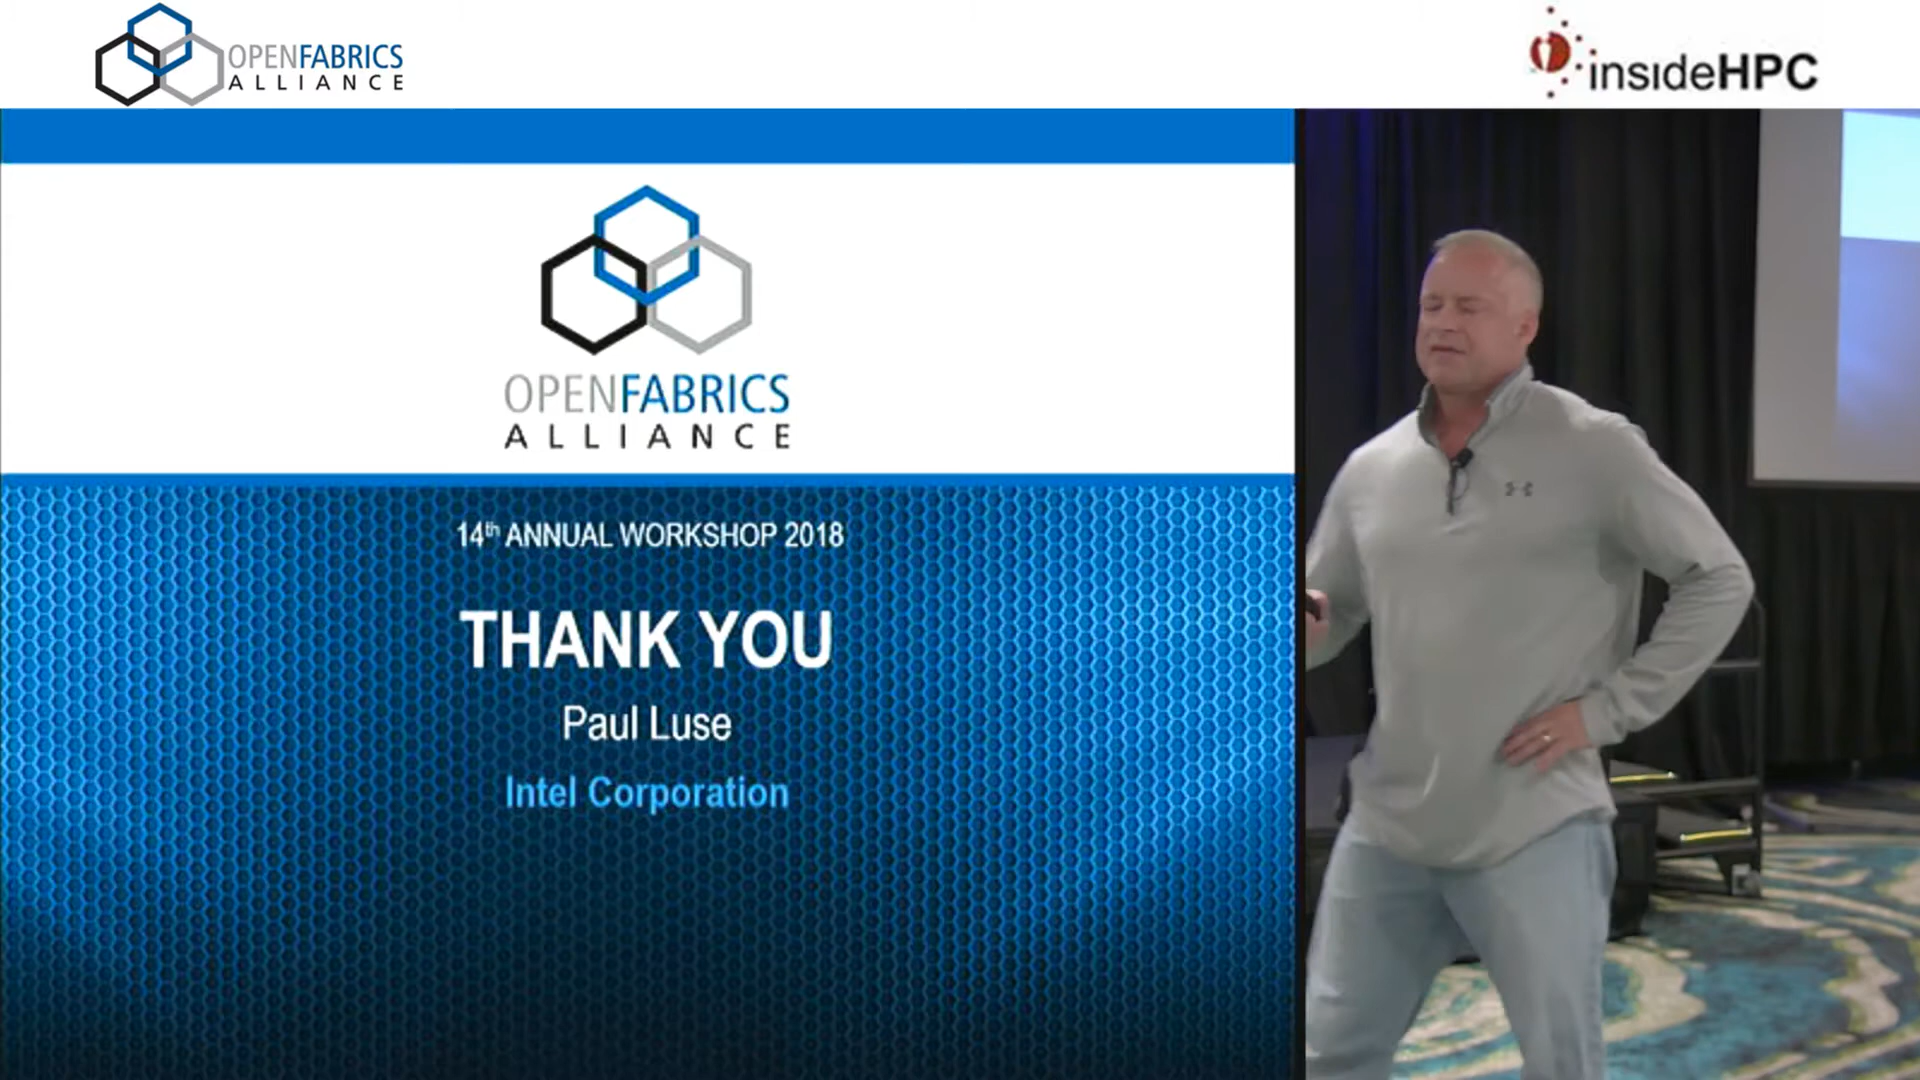 OPENFABRICS
ALLIANCE
insideHPC
OPENFABRICS
ALLIANCE
14th ANNUAL WORKSHOP 2018
THANK YOU
Paul Luse
Intel Corporation